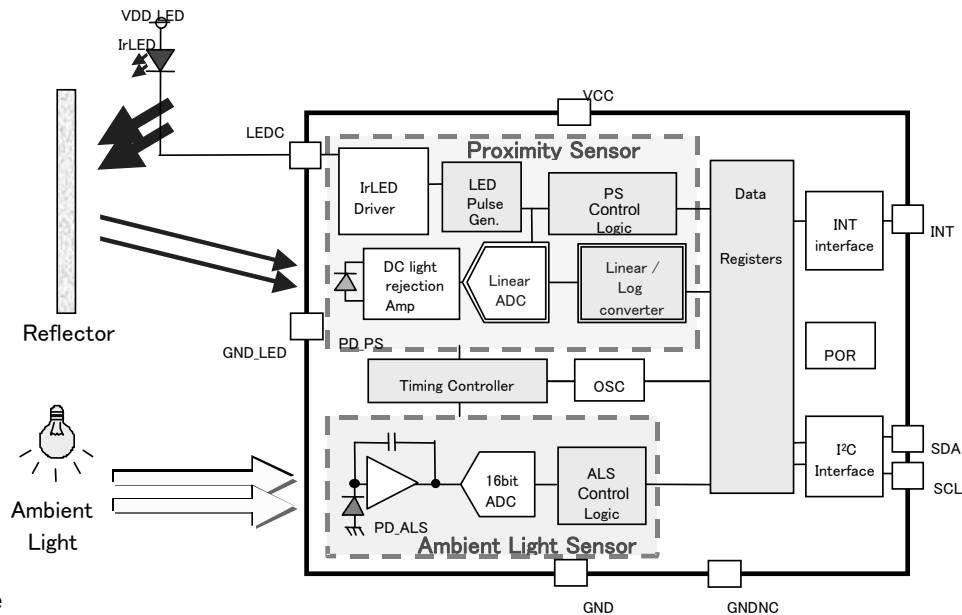 VDD_LED
IrLED
VCC
LEDC
Proximity Sensor
IrLED
Driver
LED
Pulse
Gen.
PS
Control
Logic
Data
Registers
INT
interface
INT
DC light
rejection
Amp
Linear
ADC
Linear /
Log
converter
Reflector
GND_LED
PD_PS
POR
Timing Controller
OSC
16bit
ADC
ALS
Control
Logic
I²C
Interface
SDA
SCL
Ambient
Light
PD_ALS
Ambient Light Sensor
GND
GNDNC
e